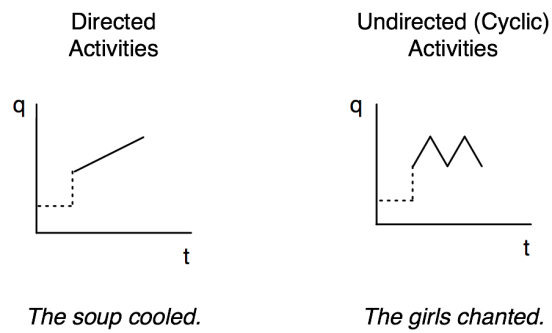 Directed
Activities
q
t
The soup cooled.
Undirected (Cyclic)
Activities
q
t
The girls chanted.